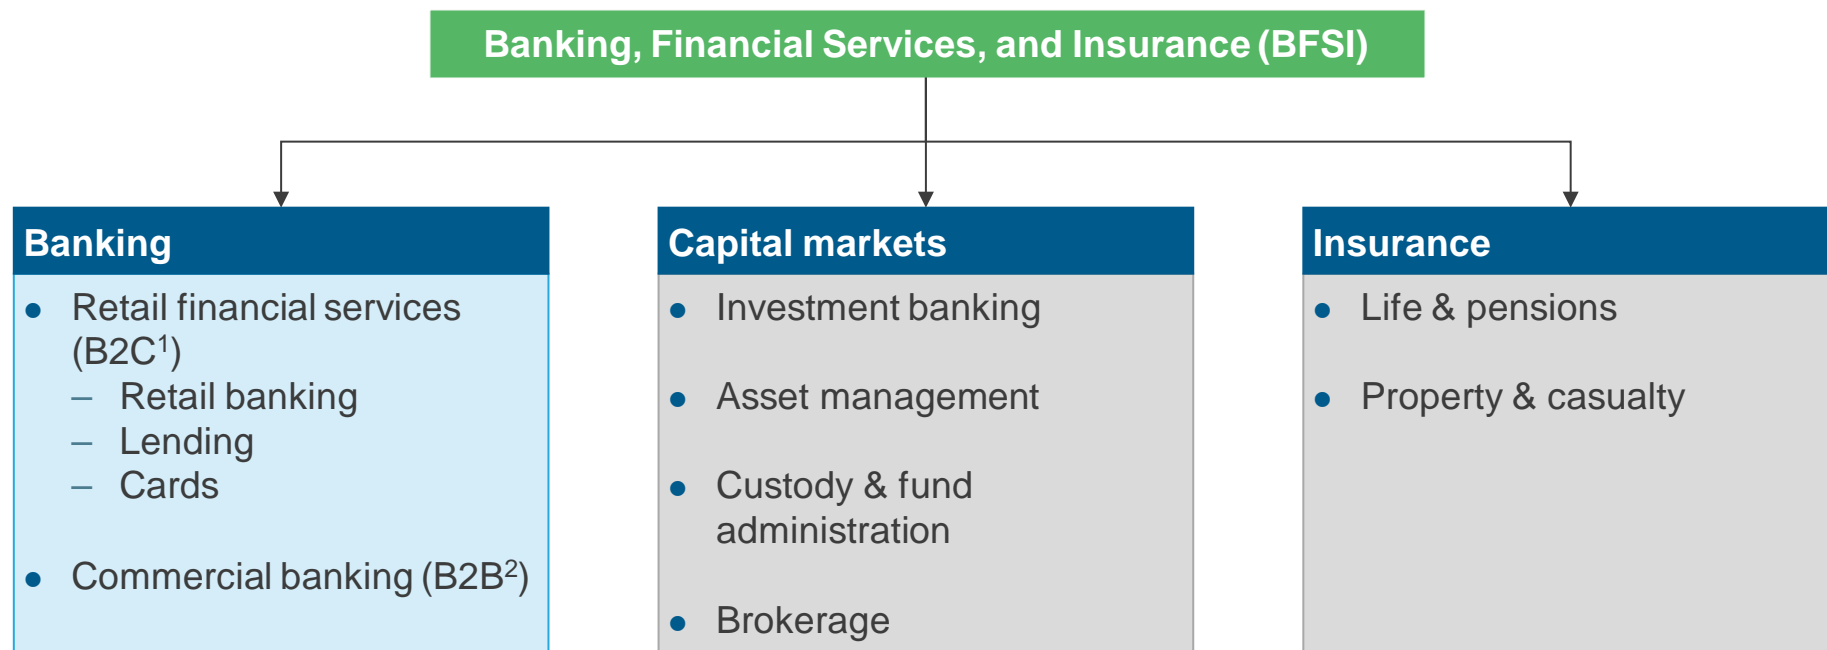 Banking, Financial Services, and Insurance (BFSI)
Banking
● Retail financial services
(B2C¹)
– Retail banking
– Lending
– Cards
● Commercial banking (B2B²)
Capital markets
● Investment banking
● Asset management
● Custody & fund
administration
● Brokerage
Insurance
● Life & pensions
● Property & casualty